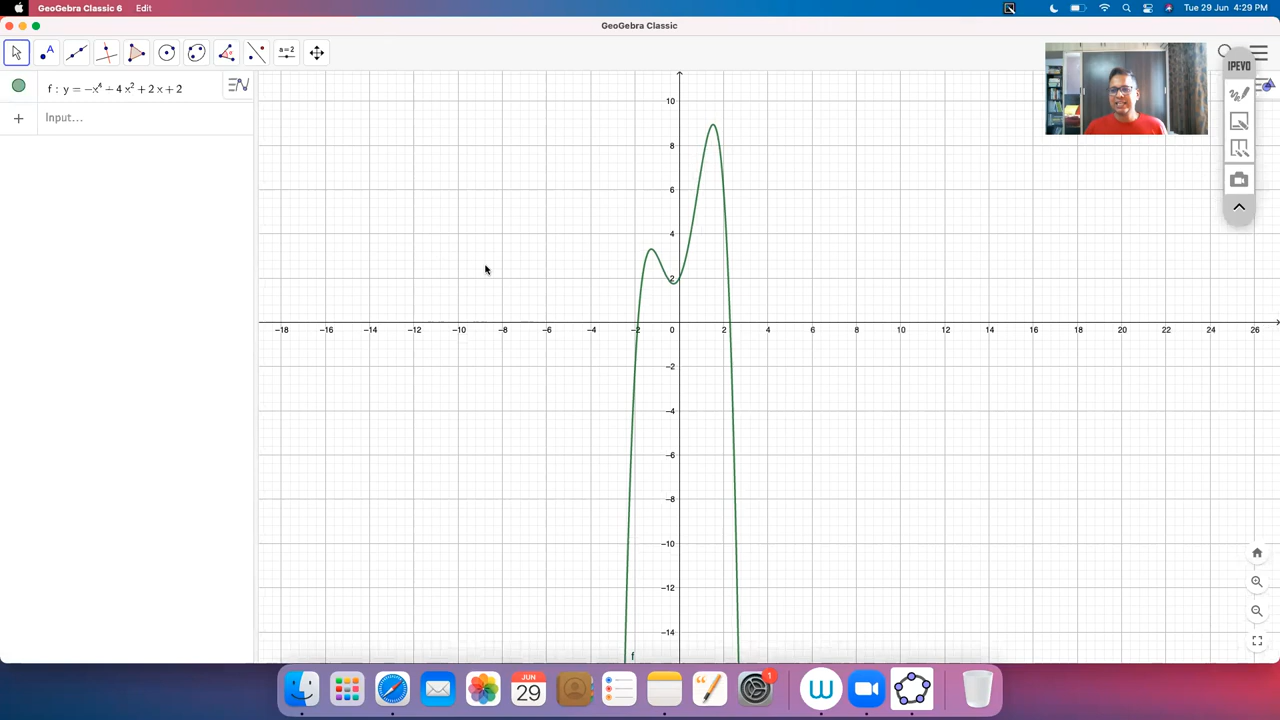 GeoGebra Classic 6 Edit Tue 29 Jun 4:29 PM
GeoGebra Classic
a=2
IPEVO
f : y = −x⁴ + 4 x² + 2 x + 2
Input...
10
8
6
4
2
−18 −16 −14 −12 −10 −8 −6 −4 −2 0 2 4 6 8 10 12 14 16 18 20 22 24 26
−2
−4
−6
−8
−10
−12
−14
f
JUN
29
1